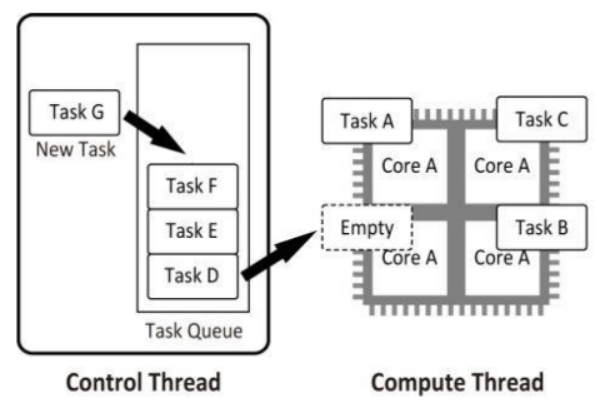 Task G
New Task
Task F
Task E
Task D
Task Queue
Control Thread
Task A
Task C
Core A
Core A
Empty
Task B
Core A
Core A
Compute Thread